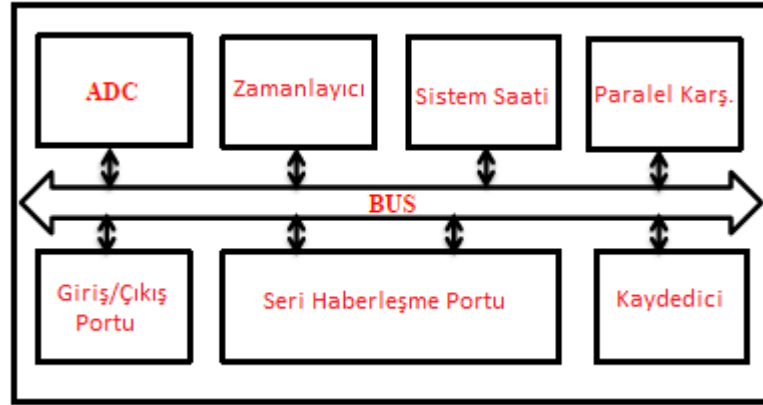 ADC
Zamanlayıcı
Sistem Saati
Paralel Karş.
BUS
Giriş/Çıkış
Portu
Seri Haberleşme Portu
Kaydedici